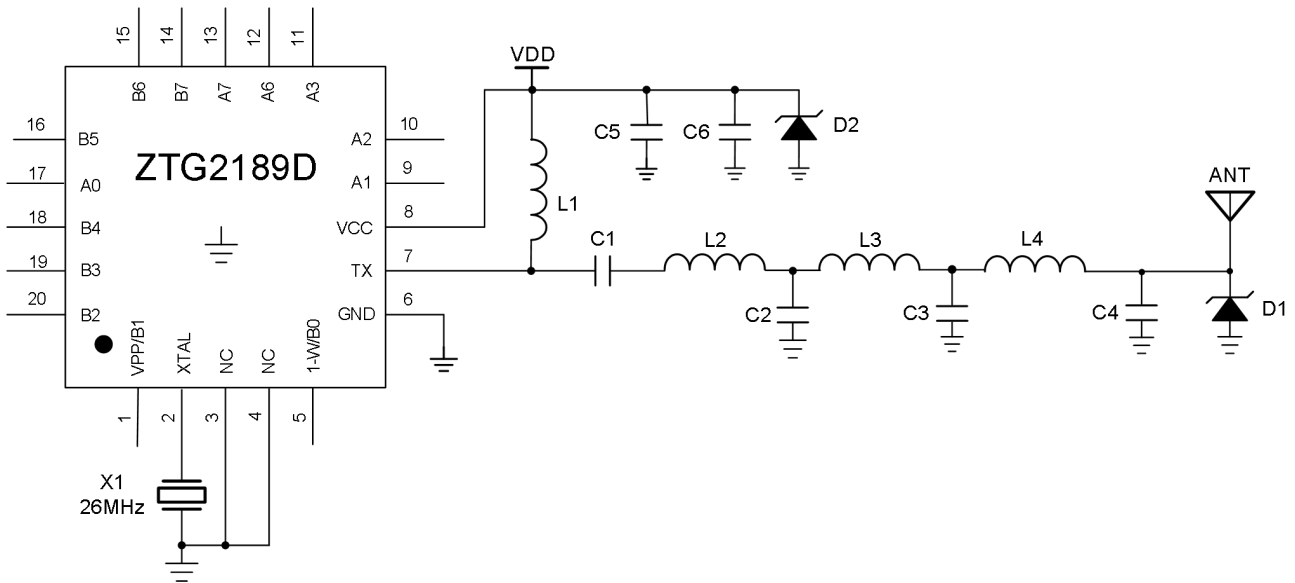 15
14
13
12
11
B6
B7
A7
A6
A3
VDD
16
B5
A2
10
C5
C6
D2
ZTG2189D
17
A0
A1
9
ANT
18
B4
VCC
8
L1
C1
L2
L3
L4
19
B3
TX
7
20
B2
GND
6
C2
C3
C4
D1
VPP/B1
XTAL
NC
NC
1-W/B0
1
2
3
4
5
X1
26MHz